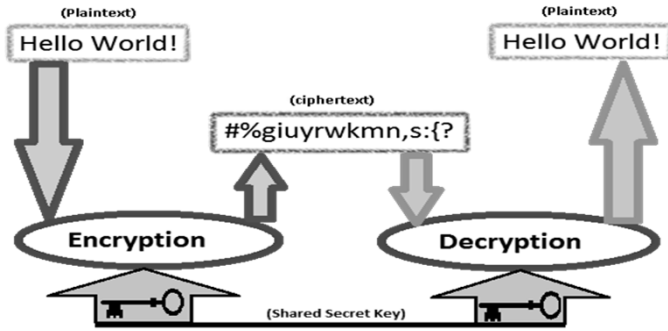 (Plaintext)
Hello World!
(ciphertext)
#%giuyrwkmn,s:{?
(Plaintext)
Hello World!
Encryption
Decryption
(Shared Secret Key)